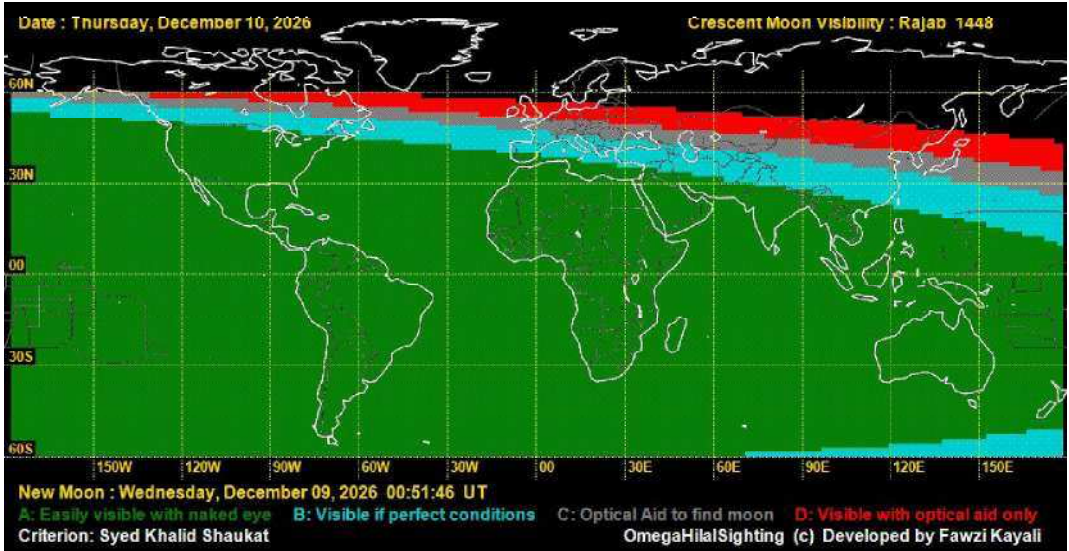 Date : Thursday, December 10, 2026
Crescent Moon Visibility : Rajab 1448
60N
30N
00
30S
60S
150W 120W 90W 60W 30W 00 30E 60E 90E 120E 150E
New Moon : Wednesday, December 09, 2026 00:51:46 UT
A: Easily visible with naked eye B: Visible if perfect conditions C: Optical Aid to find moon D: Visible with optical aid only
Criterion: Syed Khalid Shaukat OmegaHilalSighting (c) Developed by Fawzi Kayali